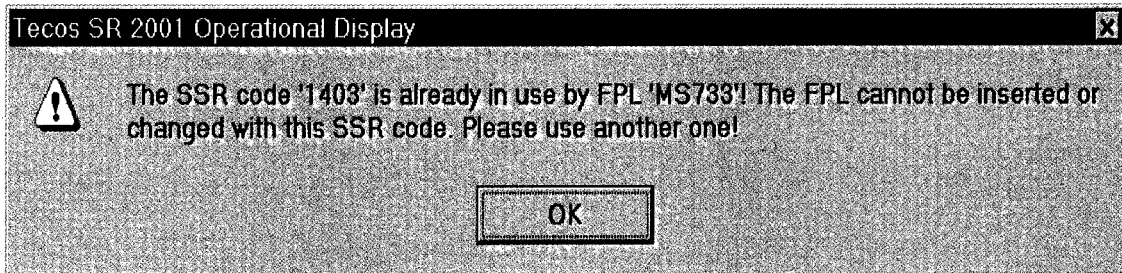 Tecos SR 2001 Operational Display
The SSR code '1403' is already in use by FPL 'MS733'! The FPL cannot be inserted or
changed with this SSR code. Please use another one!
OK